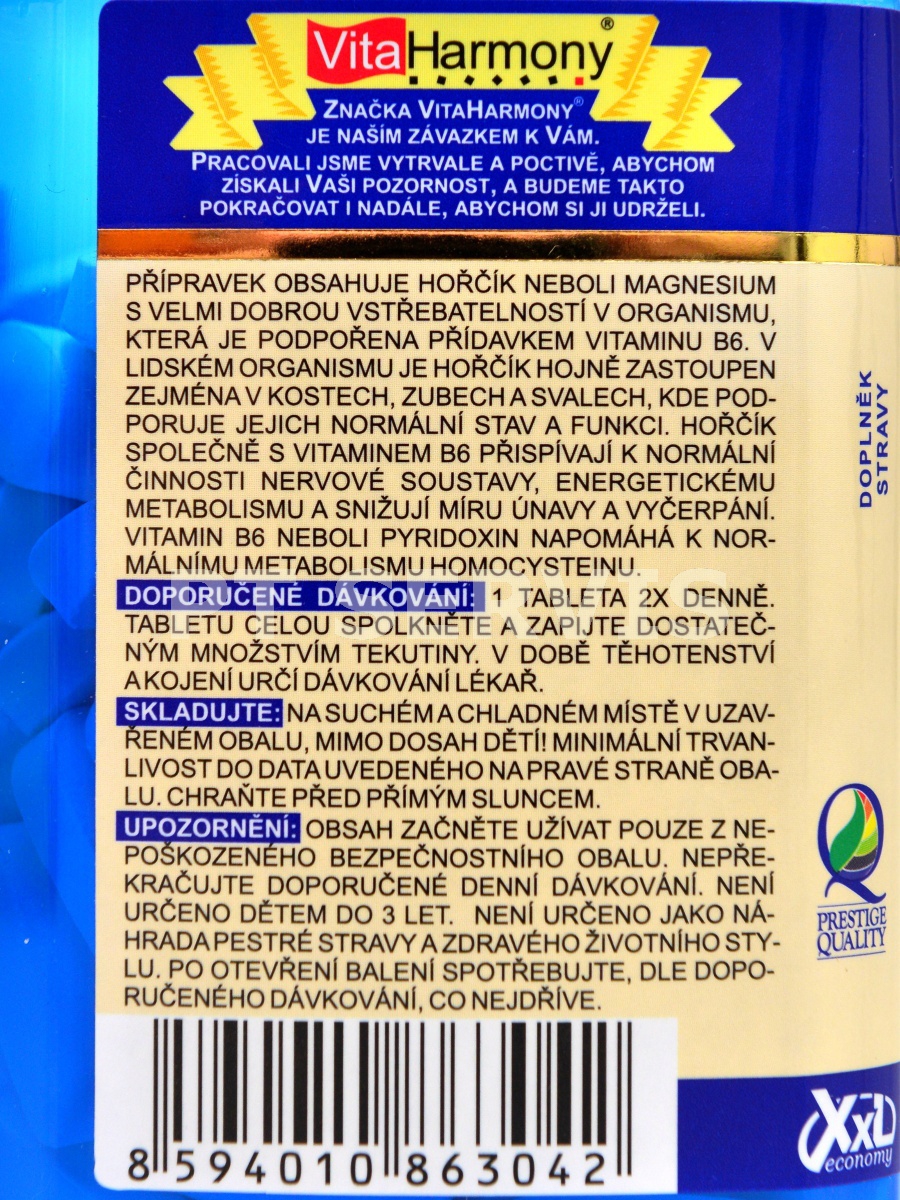 VitaHarmony®
ZNAČKA VITAHARMONY®
JE NAŠÍM ZÁVAZKEM K VÁM.
PRACOVALI JSME VYTRVALE A POCTIVĚ, ABYCHOM
ZÍSKALI VAŠI POZORNOST, A BUDEME TAKTO
POKRAČOVAT I NADÁLE, ABYCHOM SI JI UDRŽELI.
PŘÍPRAVEK OBSAHUJE HOŘČÍK NEBOLI MAGNESIUM
S VELMI DOBROU VSTŘEBATELNOSTÍ V ORGANISMU,
KTERÁ JE PODPOŘENA PŘÍDAVKEM VITAMINU B6. V
LIDSKÉM ORGANISMU JE HOŘČÍK HOJNĚ ZASTOUPEN
ZEJMÉNA V KOSTECH, ZUBECH A SVALECH, KDE POD-
PORUJE JEJICH NORMÁLNÍ STAV A FUNKCI. HOŘČÍK
SPOLEČNĚ S VITAMINEM B6 PŘISPÍVAJÍ K NORMÁLNÍ
ČINNOSTI NERVOVÉ SOUSTAVY, ENERGETICKÉMU
METABOLISMU A SNIŽUJÍ MÍRU ÚNAVY A VYČERPÁNÍ.
VITAMIN B6 NEBOLI PYRIDOXIN NAPOMÁHÁ K NOR-
MÁLNÍMU METABOLISMU HOMOCYSTEINU.
DOPORUČENÉ DÁVKOVÁNÍ: 1 TABLETA 2X DENNĚ.
TABLETU CELOU SPOLKNĚTE A ZAPIJTE DOSTATEČ-
NÝM MNOŽSTVÍM TEKUTINY. V DOBĚ TĚHOTENSTVÍ
A KOJENÍ URČÍ DÁVKOVÁNÍ LÉKAŘ.
SKLADUJTE: NA SUCHÉM A CHLADNÉM MÍSTĚ V UZAV-
ŘENÉM OBALU, MIMO DOSAH DĚTÍ! MINIMÁLNÍ TRVAN-
LIVOST DO DATA UVEDENÉHO NA PRAVÉ STRANĚ OBA-
LU. CHRAŇTE PŘED PŘÍMÝM SLUNCEM.
UPOZORNĚNÍ: OBSAH ZAČNĚTE UŽÍVAT POUZE Z NE-
POŠKOZENÉHO BEZPEČNOSTNÍHO OBALU. NEPŘE-
KRAČUJTE DOPORUČENÉ DENNÍ DÁVKOVÁNÍ. NENÍ
URČENO DĚTEM DO 3 LET. NENÍ URČENO JAKO NÁ-
HRADA PESTRÉ STRAVY A ZDRAVÉHO ŽIVOTNÍHO STY-
LU. PO OTEVŘENÍ BALENÍ SPOTŘEBUJTE, DLE DOPO-
RUČENÉHO DÁVKOVÁNÍ, CO NEJDŘÍVE.
8 594010 863042
DOPLNĚK
STRAVY
PRESTIGE
QUALITY
XXL
economy